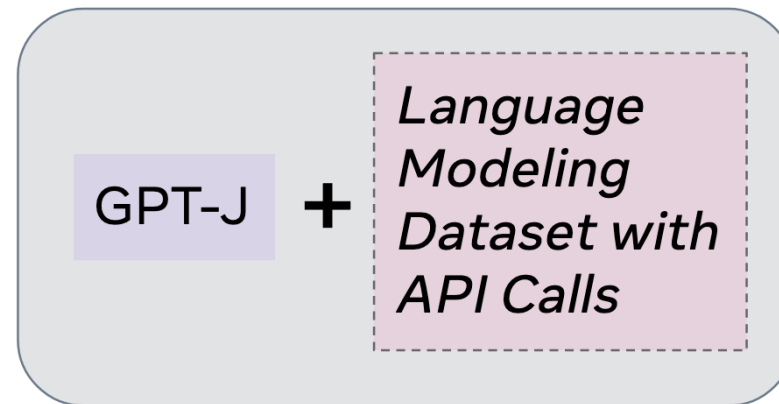 GPT-J
+
Language
Modeling
Dataset with
API Calls